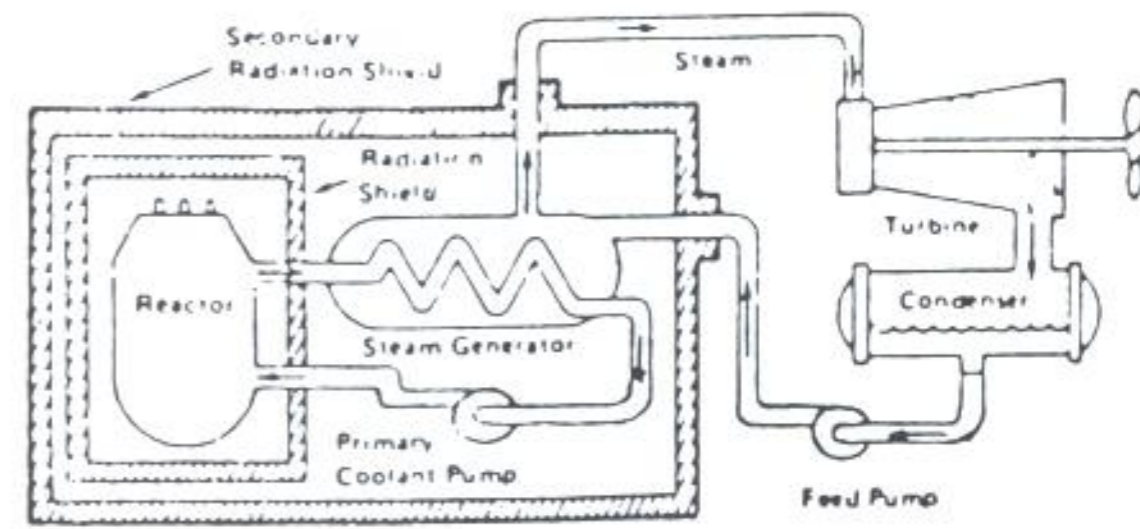 Secondary
Radiation Shield
Steam
Radiation
Shield
Turbine
Reactor
Condenser
Steam Generator
Primary
Coolant Pump
Feed Pump